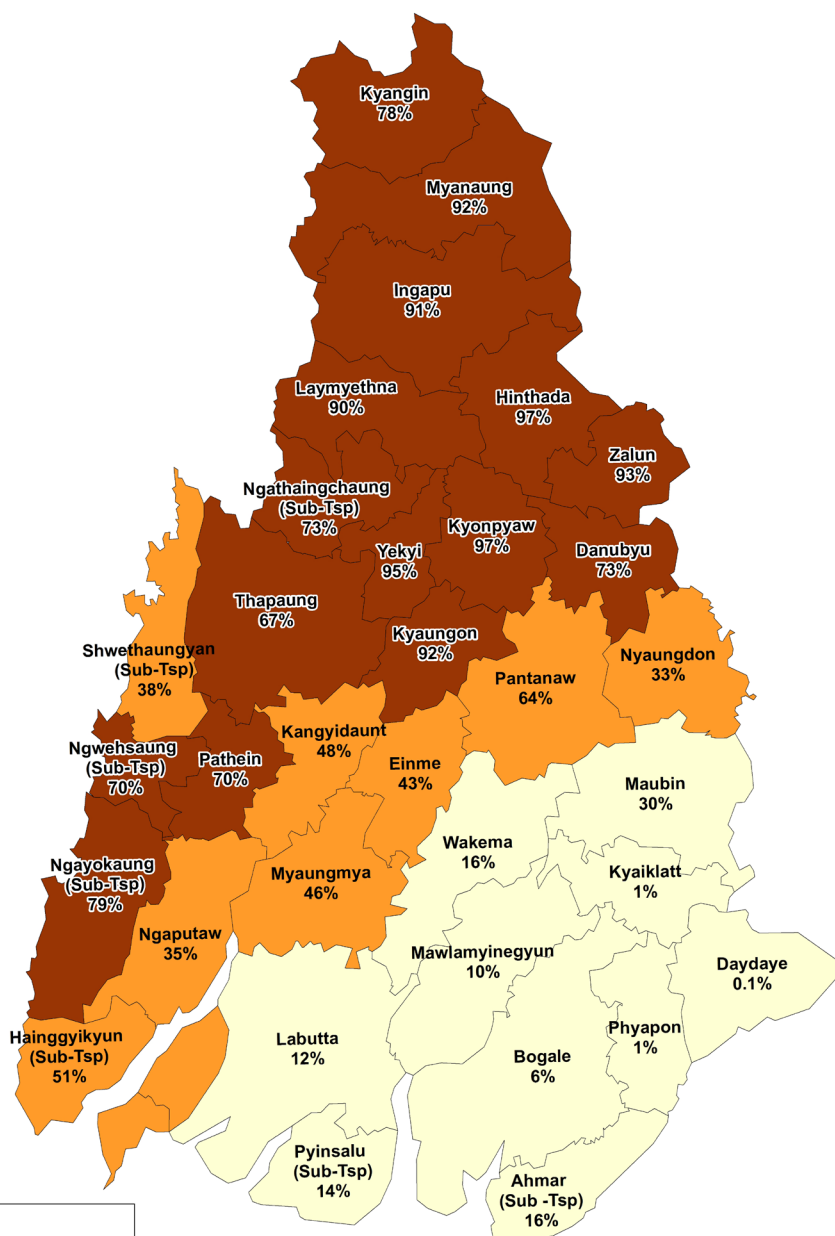 Kyangin
78%
Myanaung
92%
Ingapu
91%
Laymyethna
90%
Hinthada
97%
Zalun
93%
Ngathaingchaung
(Sub-Tsp)
73%
Kyonpyaw
97%
Yekyi
95%
Danubyu
73%
Thapaung
67%
Kyaungon
92%
Shwethaungyan
(Sub-Tsp)
38%
Nyaungdon
33%
Pantanaw
64%
Kangyidaunt
48%
Ngwehsaung
(Sub-Tsp)
70%
Pathein
70%
Einme
43%
Maubin
30%
Wakema
16%
Ngayokaung
(Sub-Tsp)
79%
Myaungmya
46%
Kyaiklatt
1%
Ngaputaw
35%
Mawlamyinegyun
10%
Daydaye
0.1%
Hainggyikyun
(Sub-Tsp)
51%
Labutta
12%
Phyapon
1%
Bogale
6%
Pyinsalu
(Sub-Tsp)
14%
Ahmar
(Sub -Tsp)
16%